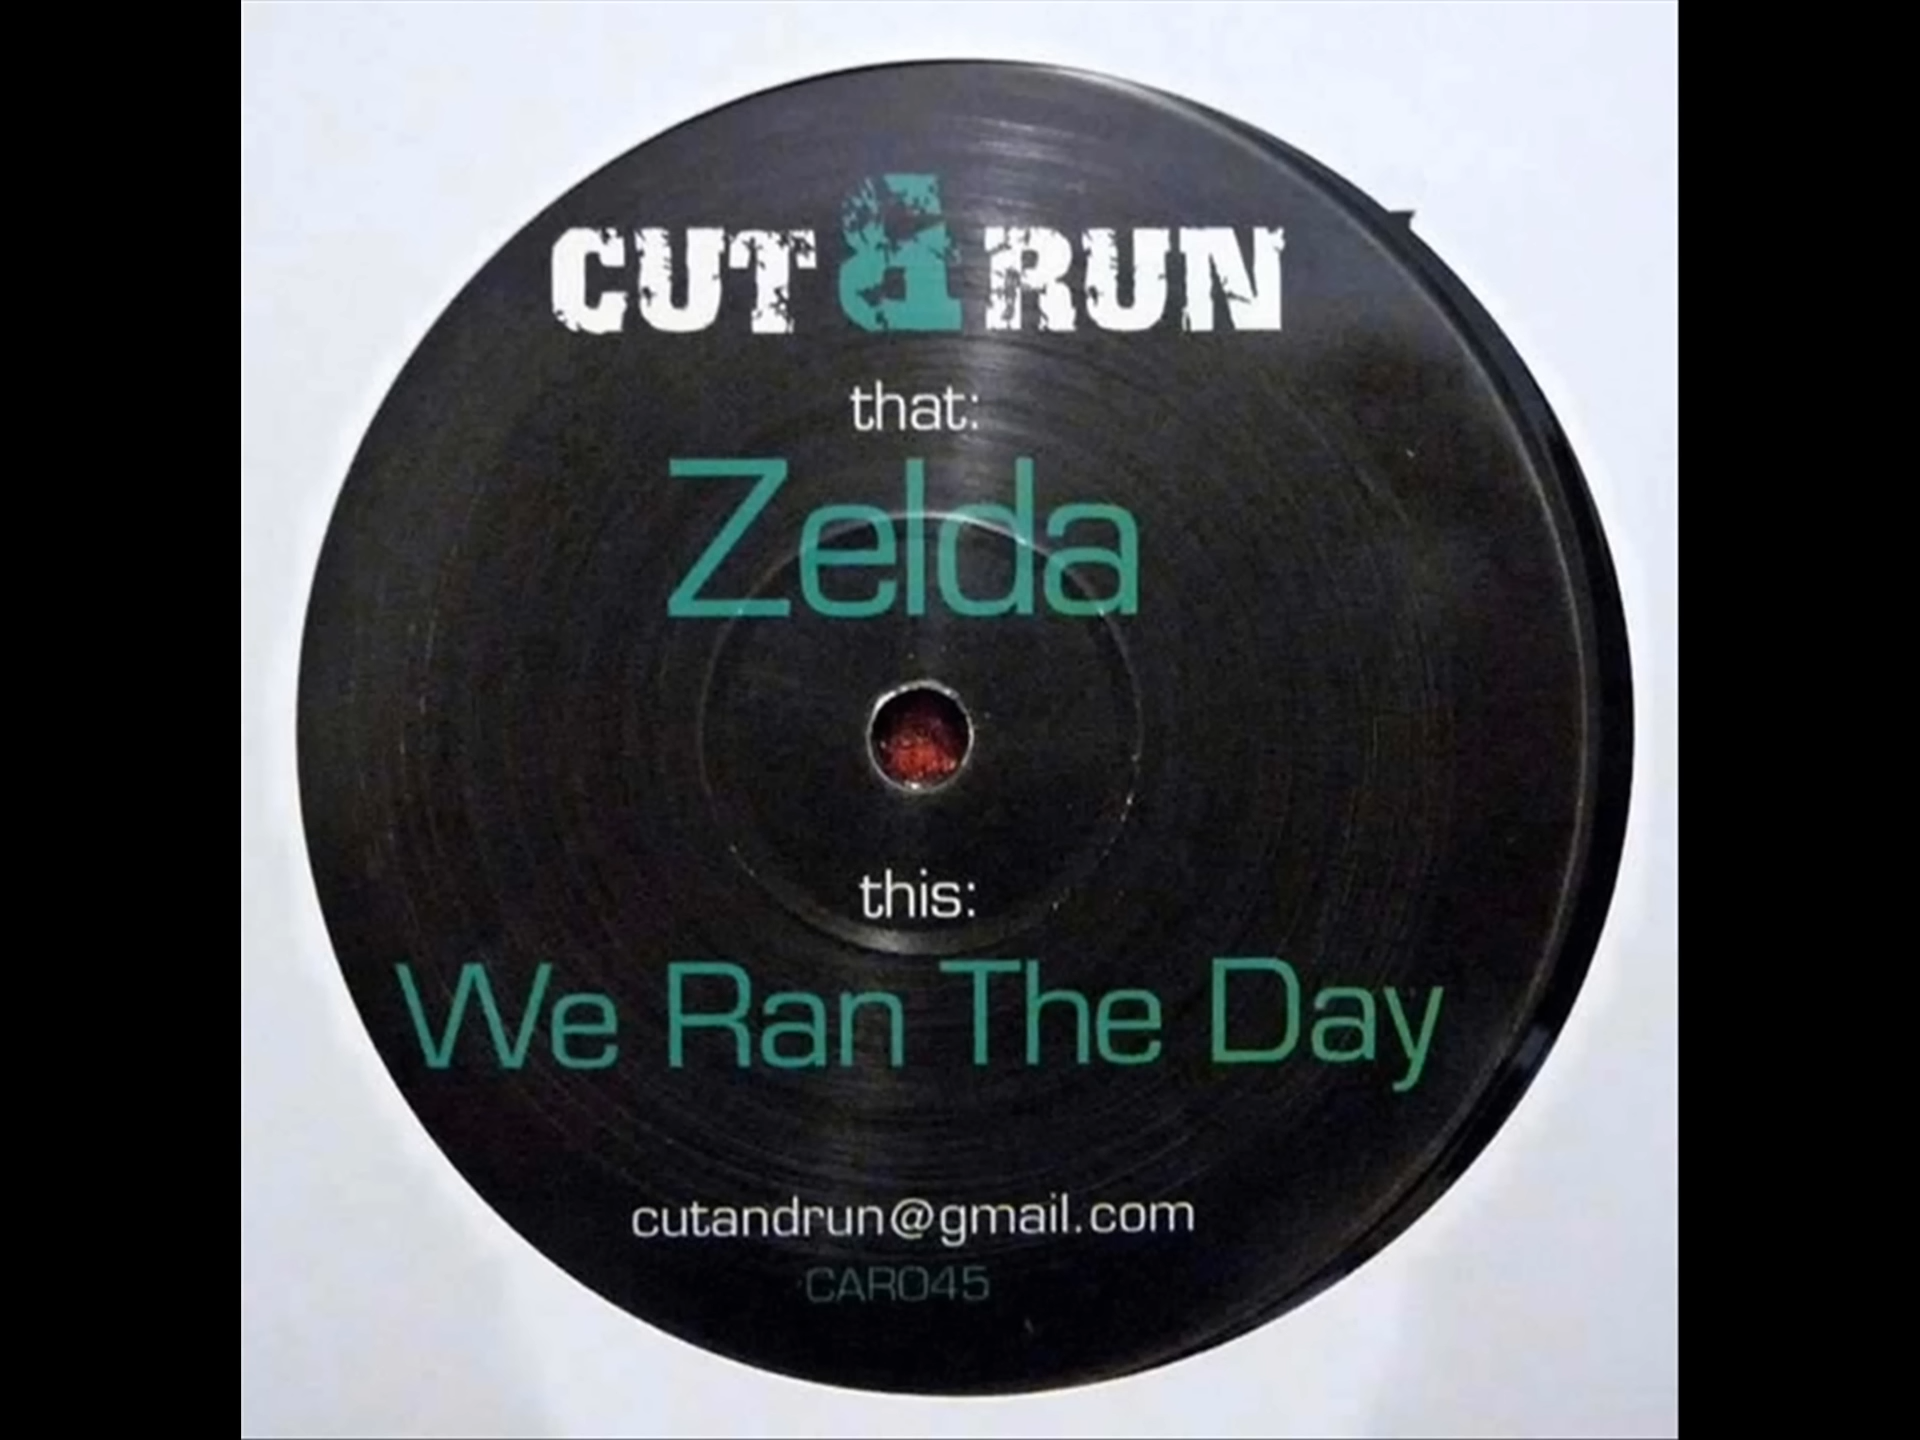 CUT & RUN
that:
Zelda
this:
We Ran The Day
cutandrun@gmail.com
CAR045